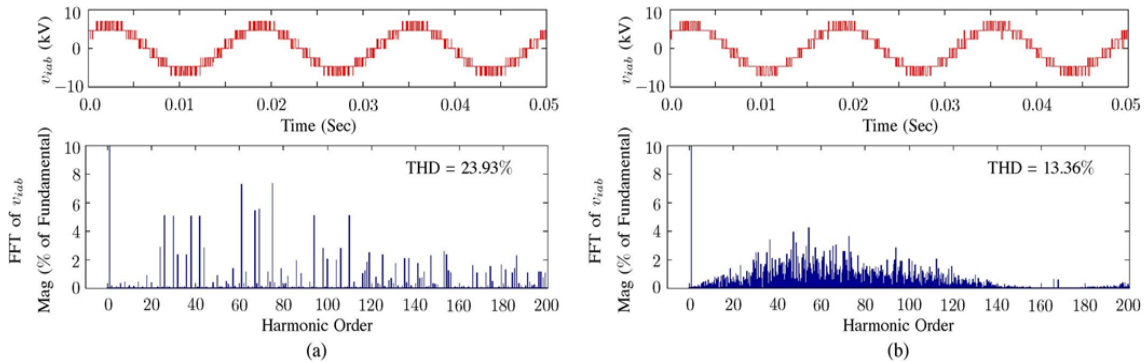 10
0
−10
v_iab (kV)
0.0 0.01 0.02 0.03 0.04 0.05
Time (Sec)
10
8
6
4
2
0
FFT of v_iab
Mag (% of Fundamental)
THD = 23.93%
0 20 40 60 80 100 120 140 160 180 200
Harmonic Order
(a)
10
0
−10
v_iab (kV)
0.0 0.01 0.02 0.03 0.04 0.05
Time (Sec)
10
8
6
4
2
0
FFT of v_iab
Mag (% of Fundamental)
THD = 13.36%
0 20 40 60 80 100 120 140 160 180 200
Harmonic Order
(b)